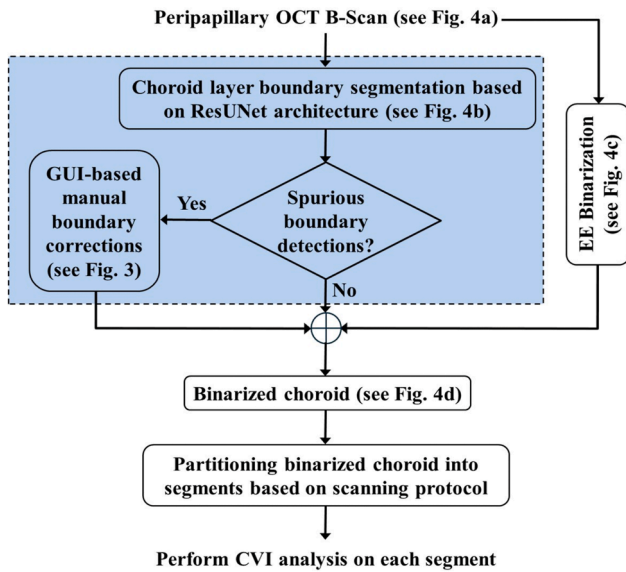 Peripapillary OCT B-Scan (see Fig. 4a)
Choroid layer boundary segmentation based
on ResUNet architecture (see Fig. 4b)
GUI-based
manual
boundary
corrections
(see Fig. 3)
Yes
Spurious
boundary
detections?
EE Binarization
(see Fig. 4c)
No
Binarized choroid (see Fig. 4d)
Partitioning binarized choroid into
segments based on scanning protocol
Perform CVI analysis on each segment